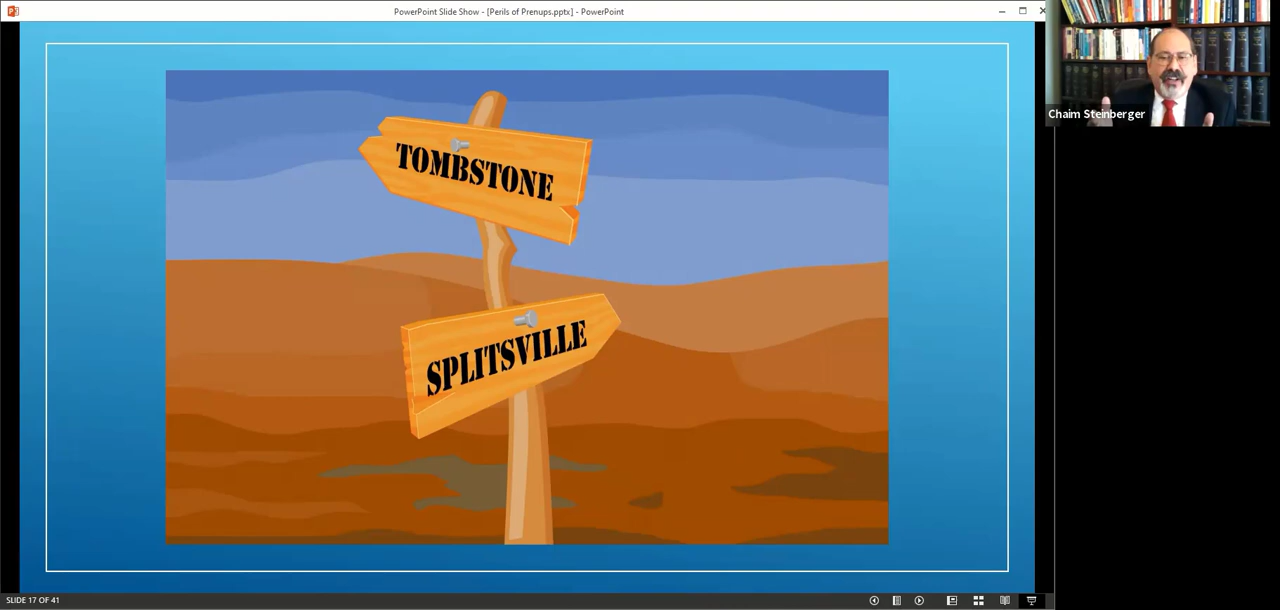 PowerPoint Slide Show - [Perils of Prenups.pptx] - PowerPoint
Chaim Steinberger
TOMBSTONE
SPLITSVILLE
SLIDE 17 OF 41